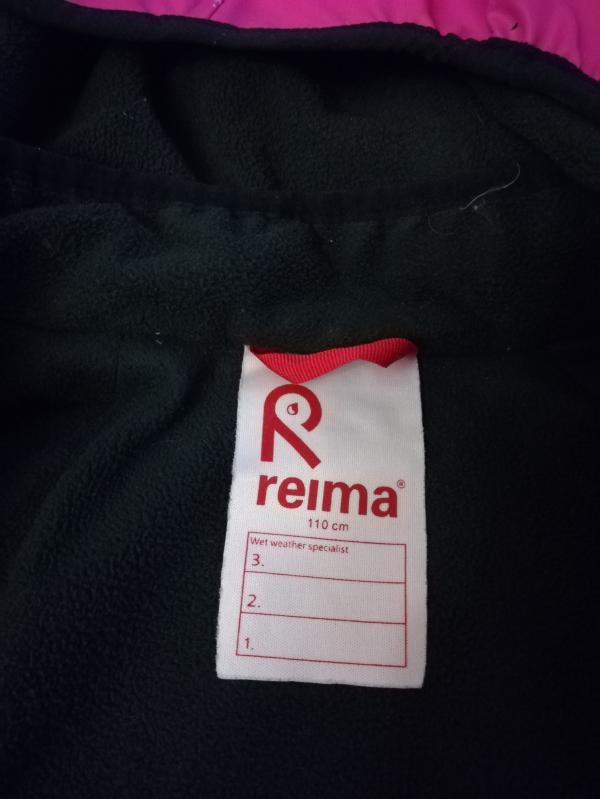 reima®
110 cm
Wet weather specialist
3.
2.
1.